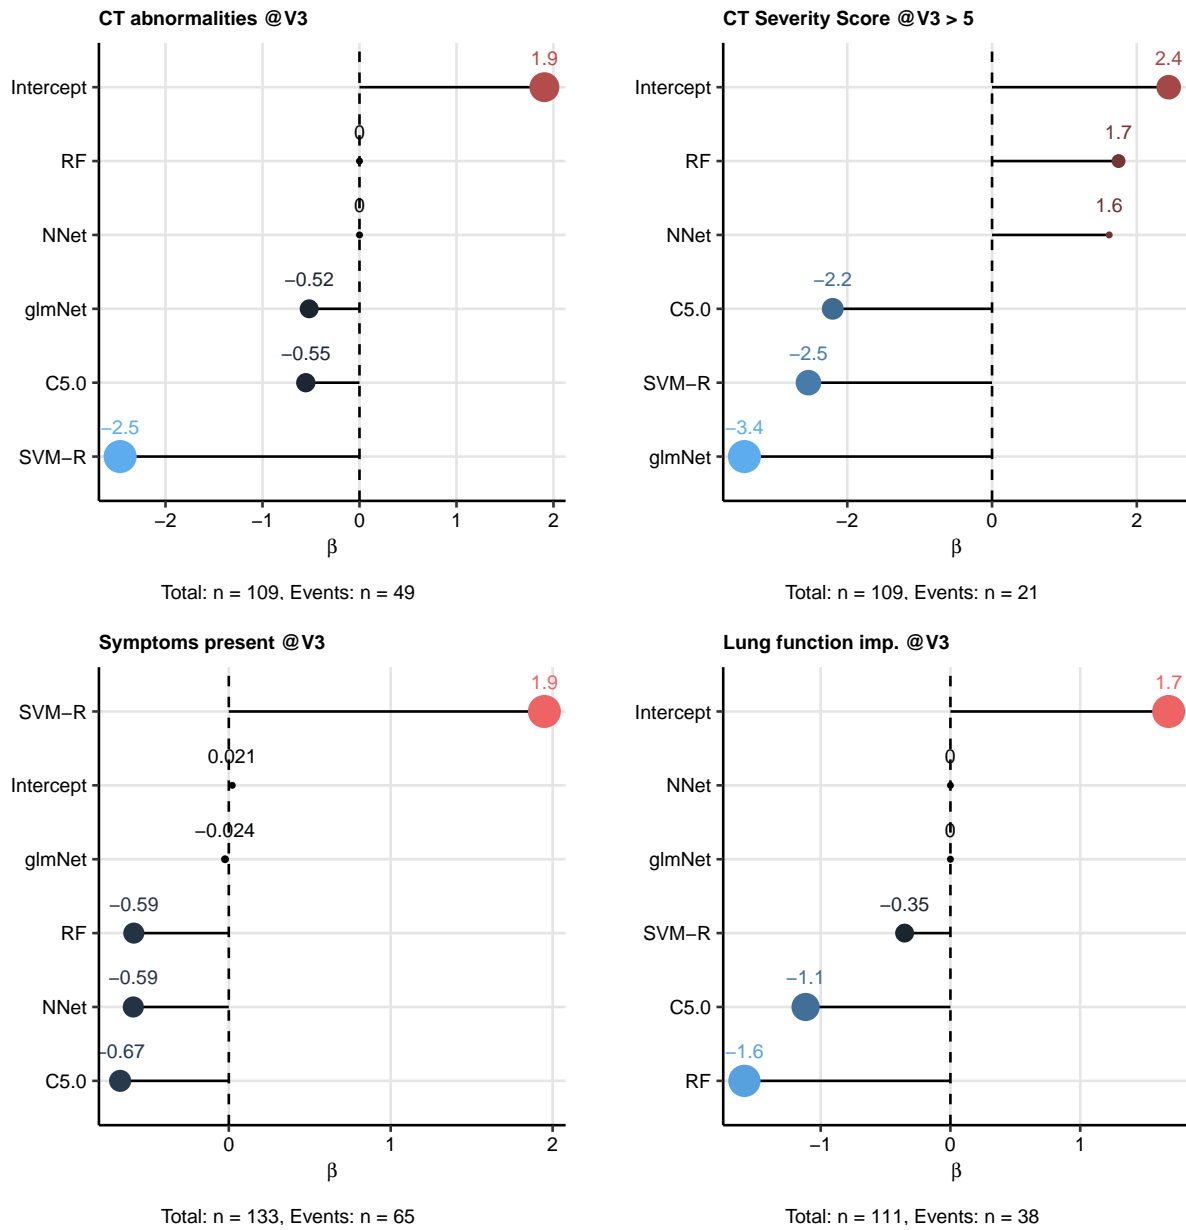 CT abnormalities @V3
1.9
Intercept
0
RF
0
NNet
−0.52
glmNet
−0.55
C5.0
−2.5
SVM−R
−2 −1 0 1 2
β
Total: n = 109, Events: n = 49
CT Severity Score @V3 > 5
2.4
Intercept
1.7
RF
1.6
NNet
−2.2
C5.0
−2.5
SVM−R
−3.4
glmNet
−2 0 2
β
Total: n = 109, Events: n = 21
Symptoms present @V3
1.9
SVM−R
0.021
Intercept
−0.024
glmNet
−0.59
RF
−0.59
NNet
−0.67
C5.0
0 1 2
β
Total: n = 133, Events: n = 65
Lung function imp. @V3
1.7
Intercept
0
NNet
0
glmNet
−0.35
SVM−R
−1.1
C5.0
−1.6
RF
−1 0 1
β
Total: n = 111, Events: n = 38